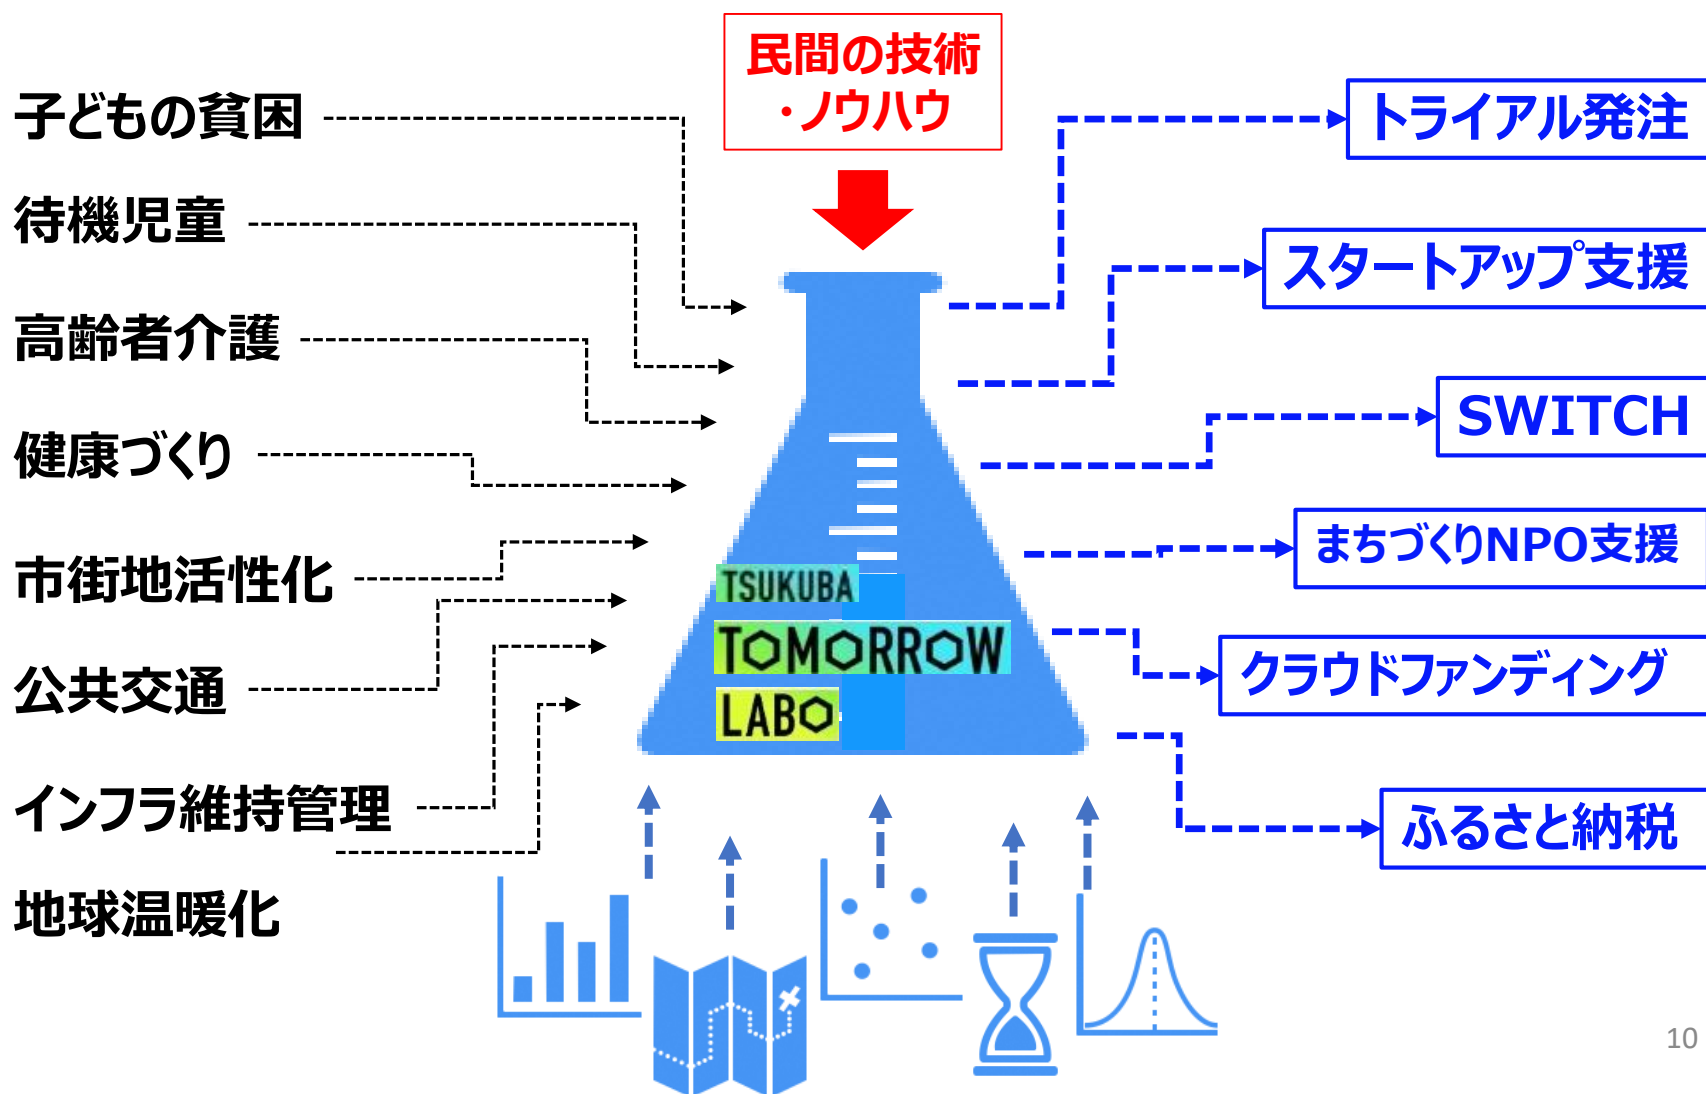 民間の技術
・ノウハウ
子どもの貧困
待機児童
高齢者介護
健康づくり
市街地活性化
公共交通
インフラ維持管理
地球温暖化
TSUKUBA
TOMORROW
LABO
トライアル発注
スタートアップ支援
SWITCH
まちづくりNPO支援
クラウドファンディング
ふるさと納税
10